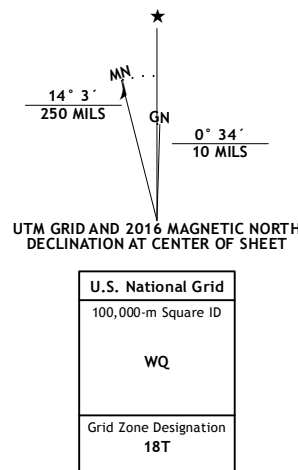 ★
MN
14° 3´
250 MILS
GN
0° 34´
10 MILS
UTM GRID AND 2016 MAGNETIC NORTH
DECLINATION AT CENTER OF SHEET
U.S. National Grid
100,000-m Square ID
WQ
Grid Zone Designation
18T